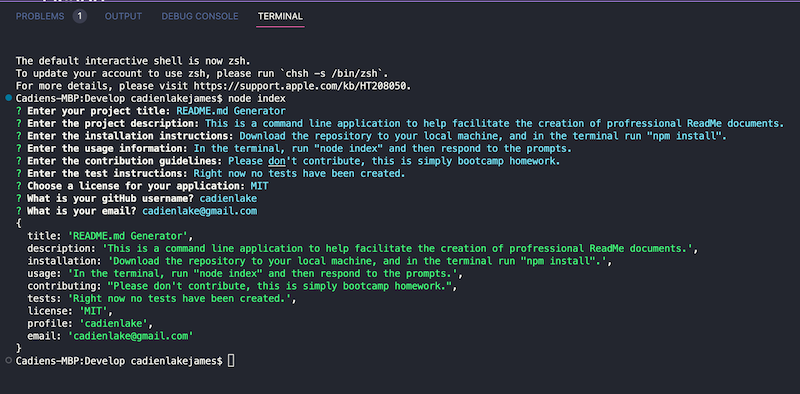 PROBLEMS 1 OUTPUT DEBUG CONSOLE TERMINAL
The default interactive shell is now zsh.
To update your account to use zsh, please run `chsh -s /bin/zsh`.
For more details, please visit https://support.apple.com/kb/HT208050.
Cadiens-MBP:Develop cadienlakejames$ node index
? Enter your project title: README.md Generator
? Enter the project description: This is a command line application to help facilitate the creation of profressional ReadMe documents.
? Enter the installation instructions: Download the repository to your local machine, and in the terminal run "npm install".
? Enter the usage information: In the terminal, run "node index" and then respond to the prompts.
? Enter the contribution guidelines: Please don't contribute, this is simply bootcamp homework.
? Enter the test instructions: Right now no tests have been created.
? Choose a license for your application: MIT
? What is your gitHub username? cadienlake
? What is your email? cadienlake@gmail.com
{
  title: 'README.md Generator',
  description: 'This is a command line application to help facilitate the creation of profressional ReadMe documents.',
  installation: 'Download the repository to your local machine, and in the terminal run "npm install".',
  usage: 'In the terminal, run "node index" and then respond to the prompts.',
  contributing: "Please don't contribute, this is simply bootcamp homework.",
  tests: 'Right now no tests have been created.',
  license: 'MIT',
  profile: 'cadienlake',
  email: 'cadienlake@gmail.com'
}
Cadiens-MBP:Develop cadienlakejames$